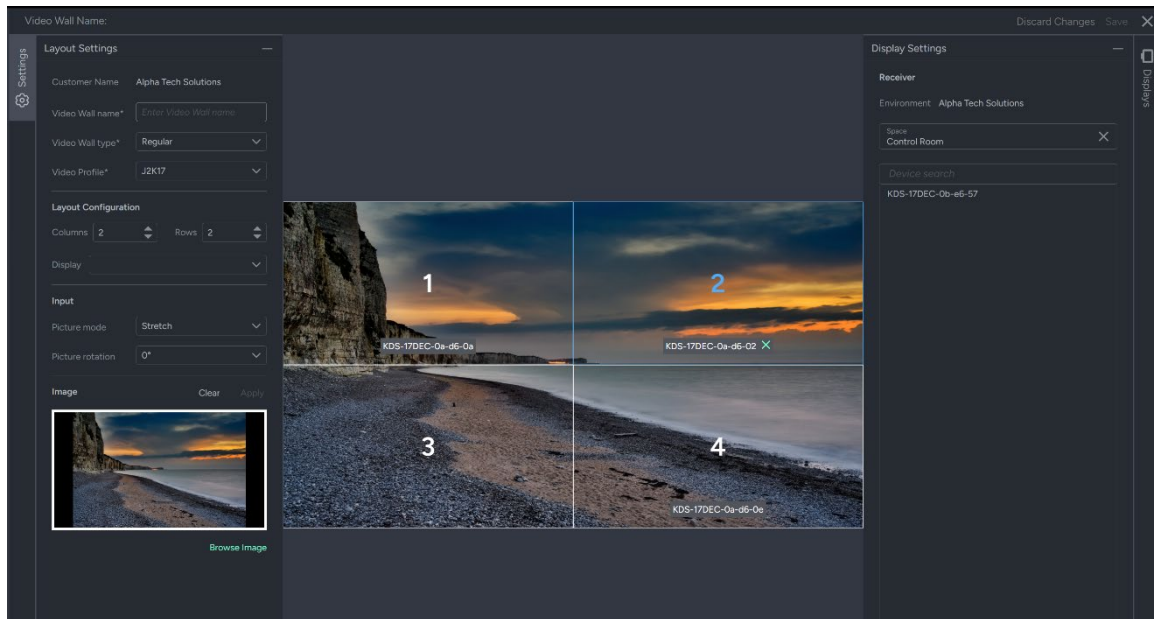 Video Wall Name:
Discard Changes Save
Settings
Layout Settings
Customer Name Alpha Tech Solutions
Video Wall name* Enter Video Wall name
Video Wall type* Regular
Video Profile* J2K17
Layout Configuration
Columns 2 Rows 2
Display
Input
Picture mode Stretch
Picture rotation 0°
Image Clear Apply
Browse Image
1
2
KDS-17DEC-0a-d6-0a
KDS-17DEC-0a-d6-02
3
4
KDS-17DEC-0a-d6-0e
Display Settings
Receiver
Environment Alpha Tech Solutions
Space
Control Room
Device search
KDS-17DEC-0b-e6-57
Displays